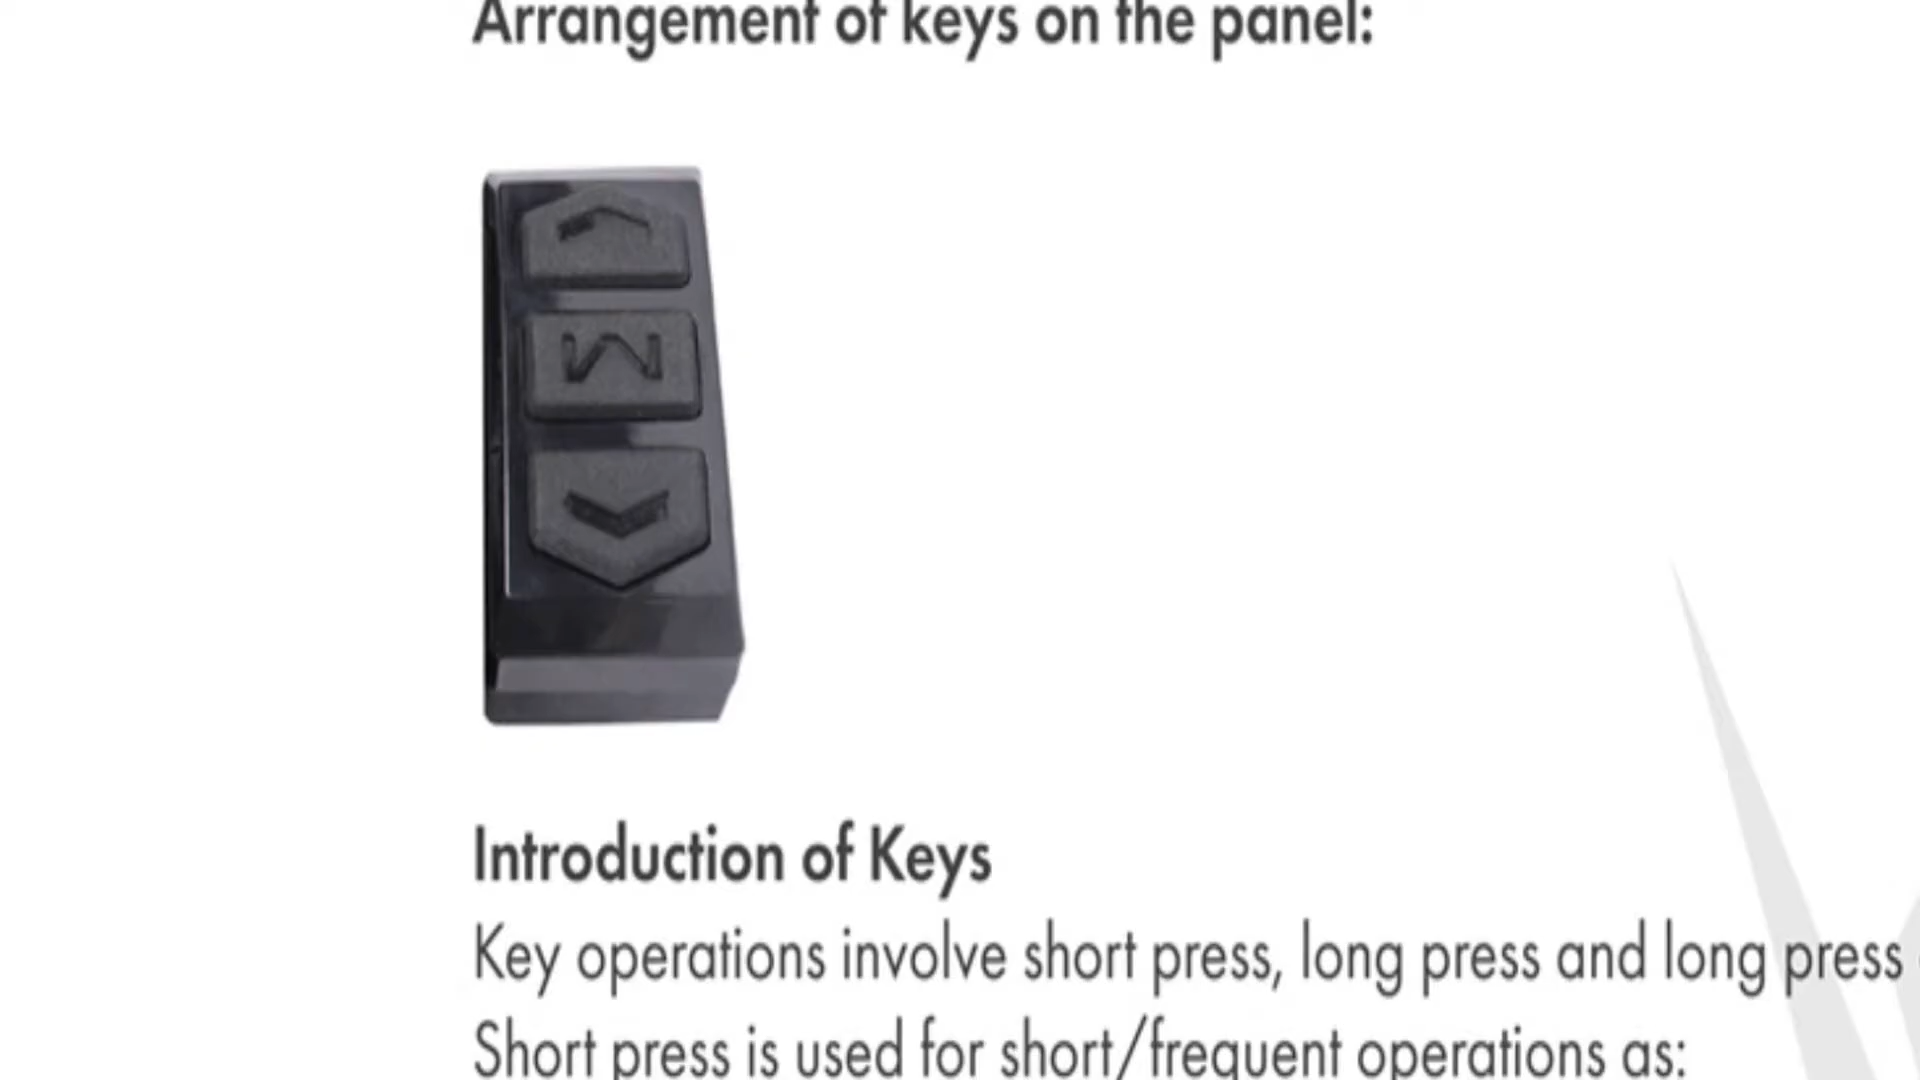 Arrangement of keys on the panel:
M
Introduction of Keys
Key operations involve short press, long press and long press
Short press is used for short/frequent operations as: